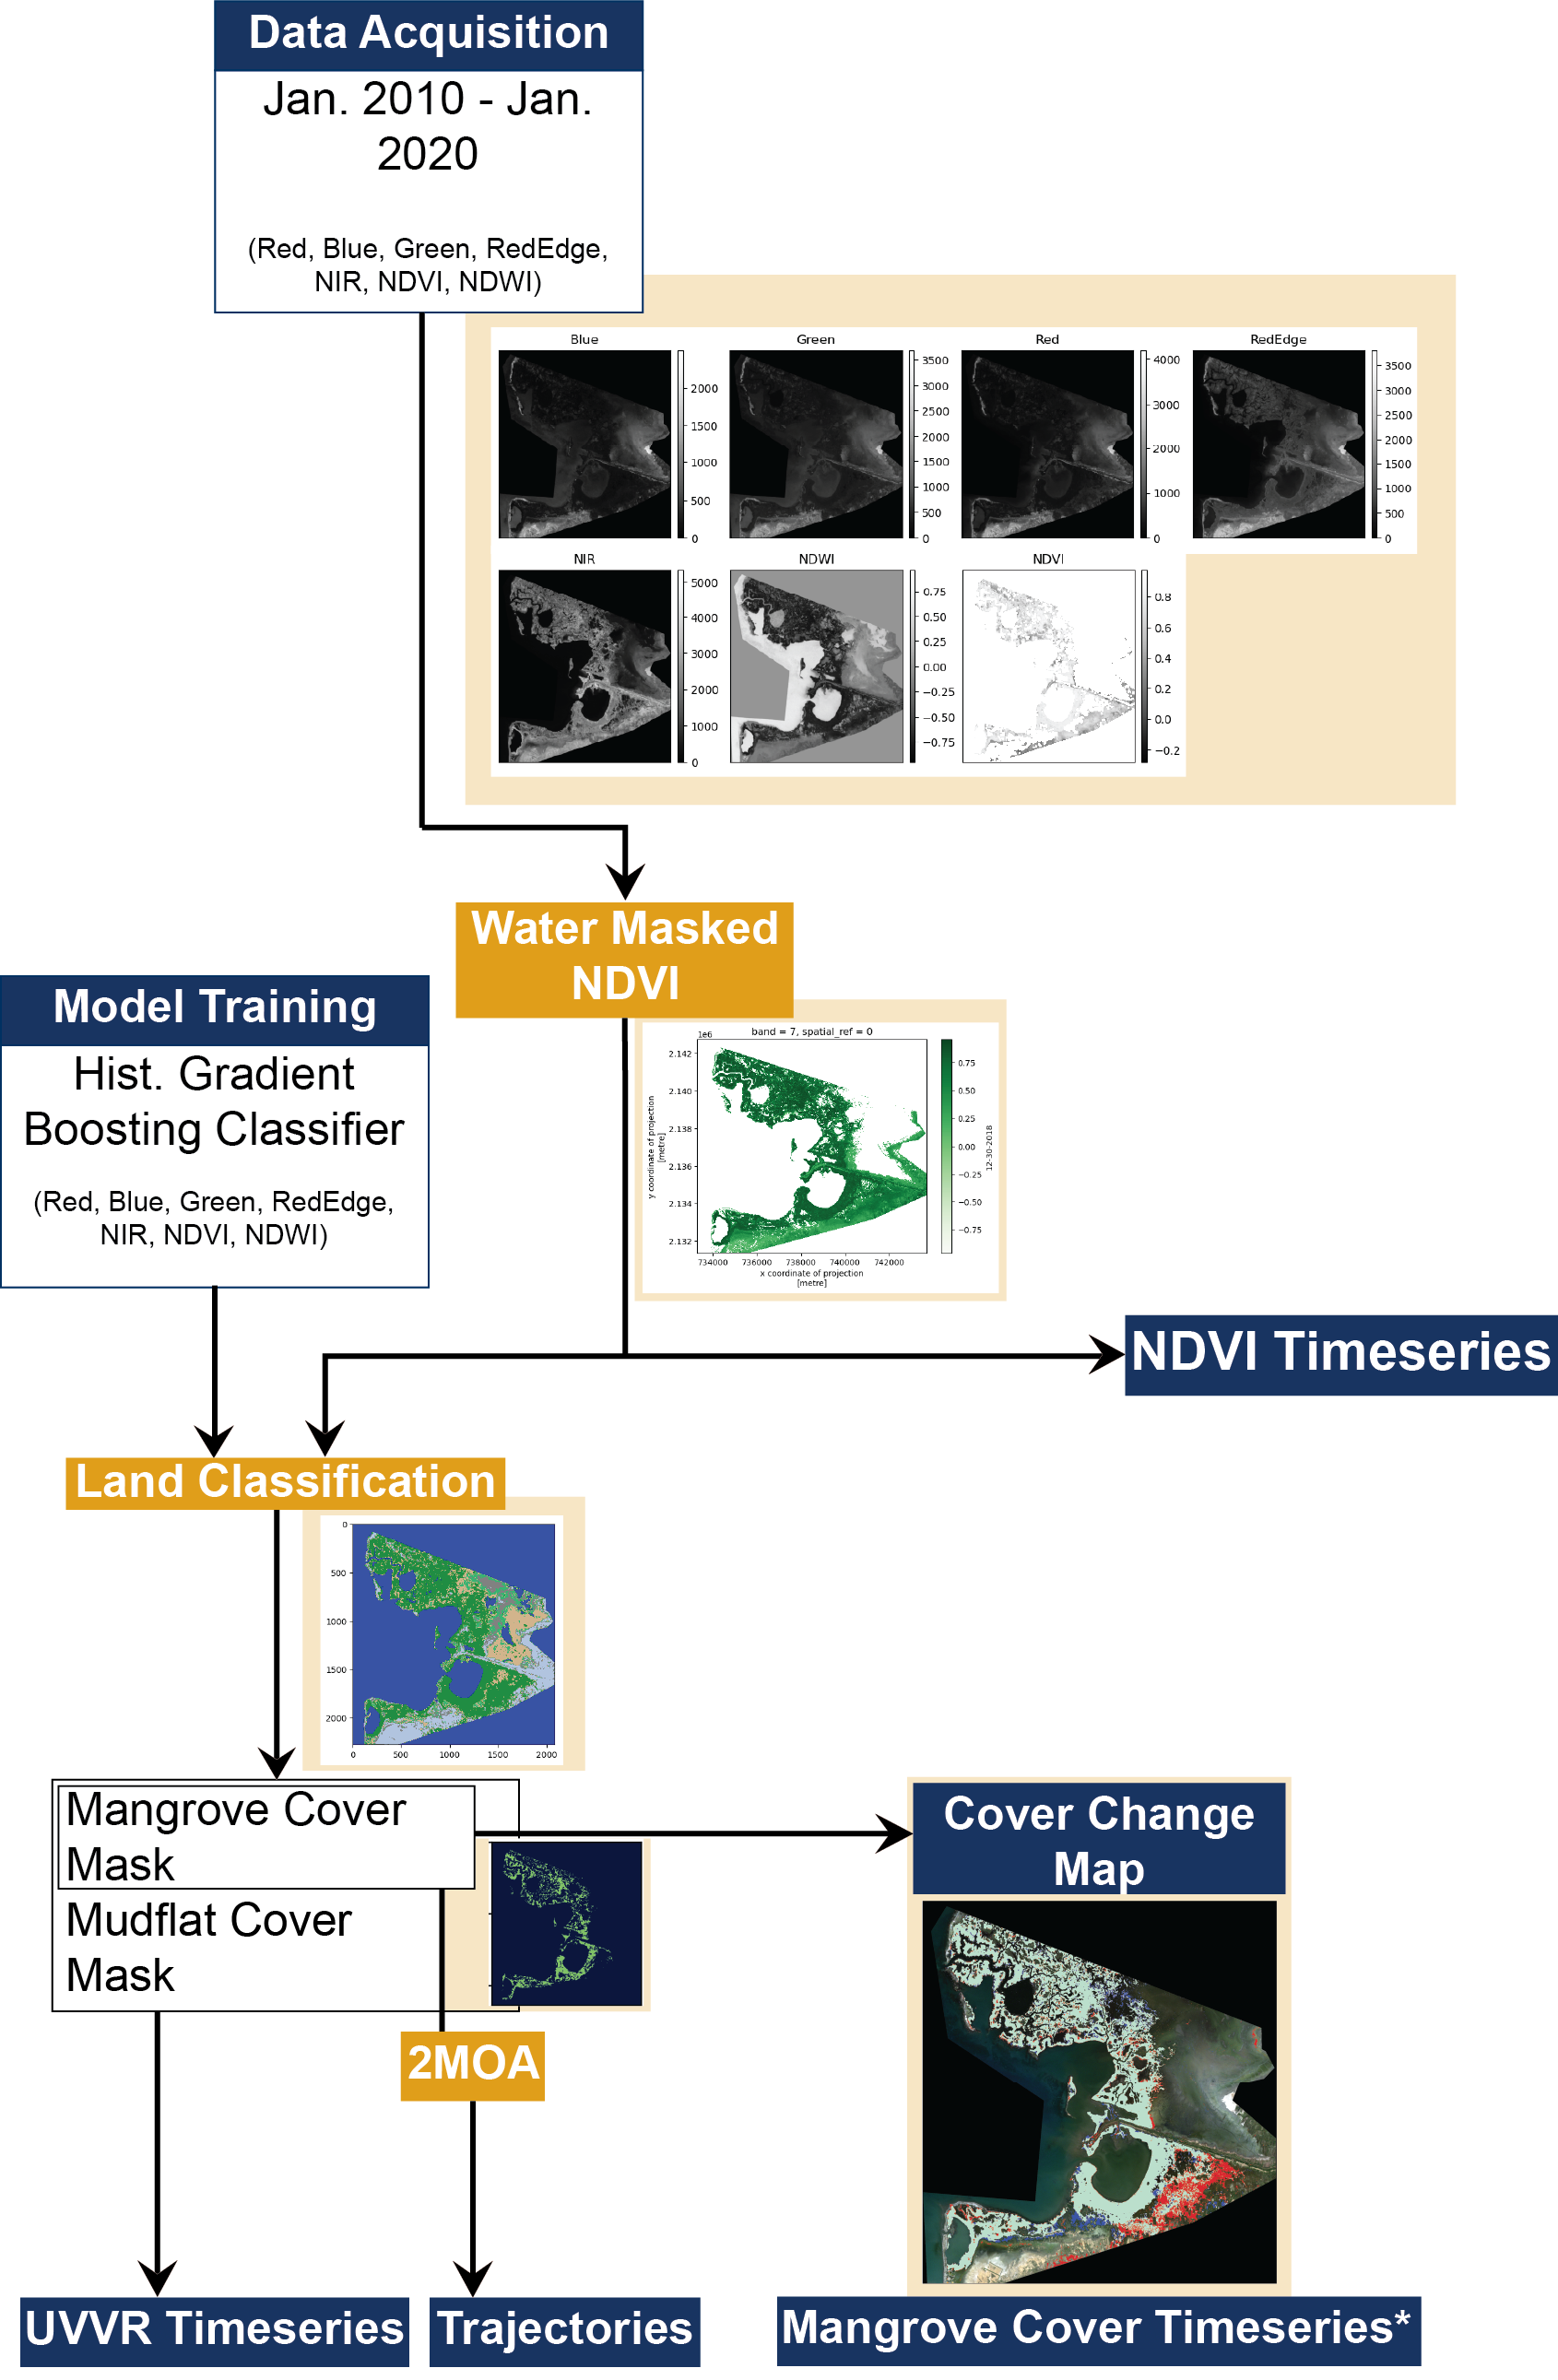 Data Acquisition
Jan. 2010 - Jan.
2020
(Red, Blue, Green, RedEdge,
NIR, NDVI, NDWI)
Blue
2000
1500
1000
500
0
Green
3500
3000
2500
2000
1500
1000
500
0
Red
4000
3000
2000
1000
0
RedEdge
3500
3000
2500
2000
1500
1000
500
0
NIR
5000
4000
3000
2000
1000
0
NDWI
0.75
0.50
0.25
0.00
−0.25
−0.50
−0.75
NDVI
0.8
0.6
0.4
0.2
0.0
−0.2
Water Masked
NDVI
Model Training
Hist. Gradient
Boosting Classifier
(Red, Blue, Green, RedEdge,
NIR, NDVI, NDWI)
1e6
band = 7, spatial_ref = 0
2.142
2.140
2.138
2.136
2.134
2.132
y coordinate of projection
[metre]
734000 736000 738000 740000 742000
x coordinate of projection
[metre]
0.75
0.50
0.25
0.00
−0.25
−0.50
−0.75
12-30-2018
NDVI Timeseries
Land Classification
0
500
1000
1500
2000
0 500 1000 1500 2000
Mangrove Cover
Mask
Mudflat Cover
Mask
Cover Change
Map
2MOA
UVVR Timeseries
Trajectories
Mangrove Cover Timeseries*